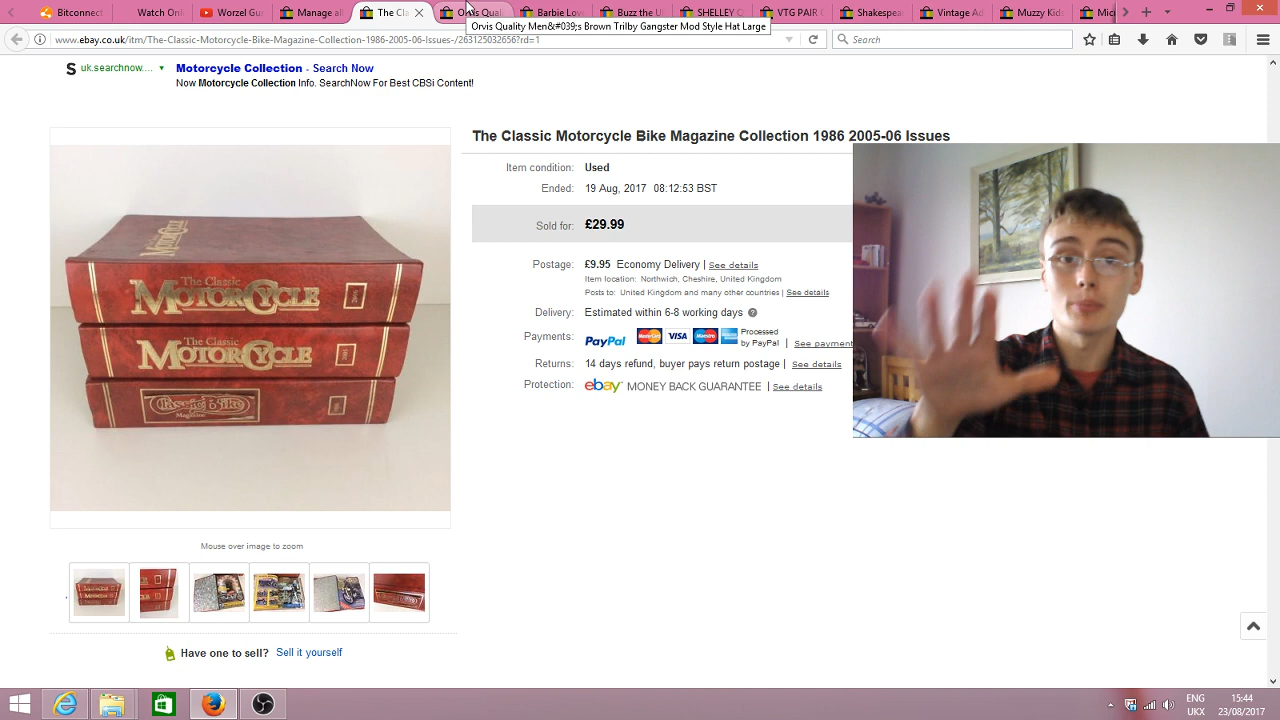 Bitconnect
Watch Onl
Worzel Gur
Manage al
The Cla
Orvis Quali
Barbie Lov
Buzz the U
SHELLEY C
VTG PAIR
Shakespea
Vintage Ad
Muzzy Kids
Mic
Orvis Quality Men&#039;s Brown Trilby Gangster Mod Style Hat Large
www.ebay.co.uk/itm/The-Classic-Motorcycle-Bike-Magazine-Collection-1986-2005-06-Issues-/263125032656?rd=1
Search
S uk.searchnow....
Motorcycle Collection - Search Now
Now Motorcycle Collection Info. SearchNow For Best CBSi Content!
The Classic Motorcycle Bike Magazine Collection 1986 2005-06 Issues
Item condition: Used
Ended: 19 Aug, 2017 08:12:53 BST
Sold for: £29.99
Postage: £9.95 Economy Delivery | See details
Item location: Northwich, Cheshire, United Kingdom
Posts to: United Kingdom and many other countries | See details
Delivery: Estimated within 6-8 working days
Payments: PayPal MasterCard VISA Maestro Processed by PayPal | See payment
Returns: 14 days refund, buyer pays return postage | See details
Protection: ebay MONEY BACK GUARANTEE | See details
The Classic
MOTORCYCLE
The Classic
MOTORCYCLE
Mouse over image to zoom
Have one to sell? Sell it yourself
ENG
UKX
15:44
23/08/2017